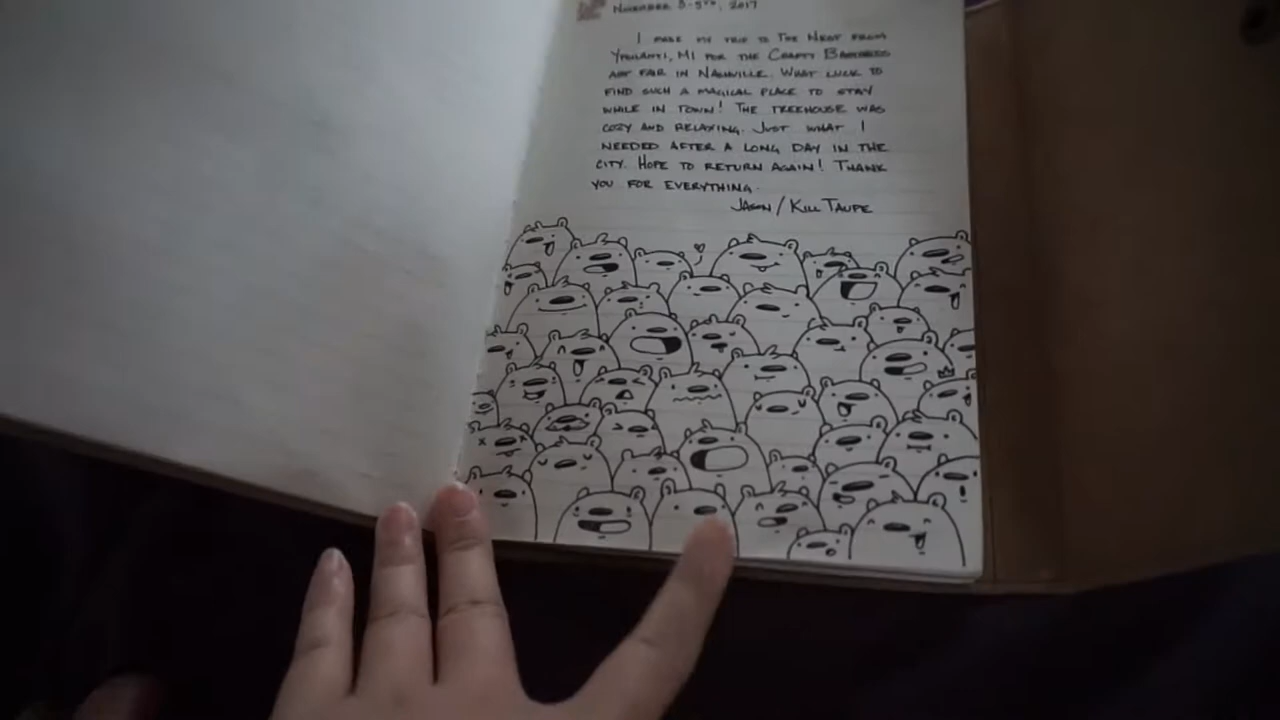 November 3-5th, 2017
I made my trip to The Nest from
Ypsilanti, MI for the Crafty Bastards
art fair in Nashville. What luck to
find such a magical place to stay
while in town! The treehouse was
cozy and relaxing. Just what I
needed after a long day in the
city. Hope to return again! Thank
you for everything.
Jason/Kill Taupe